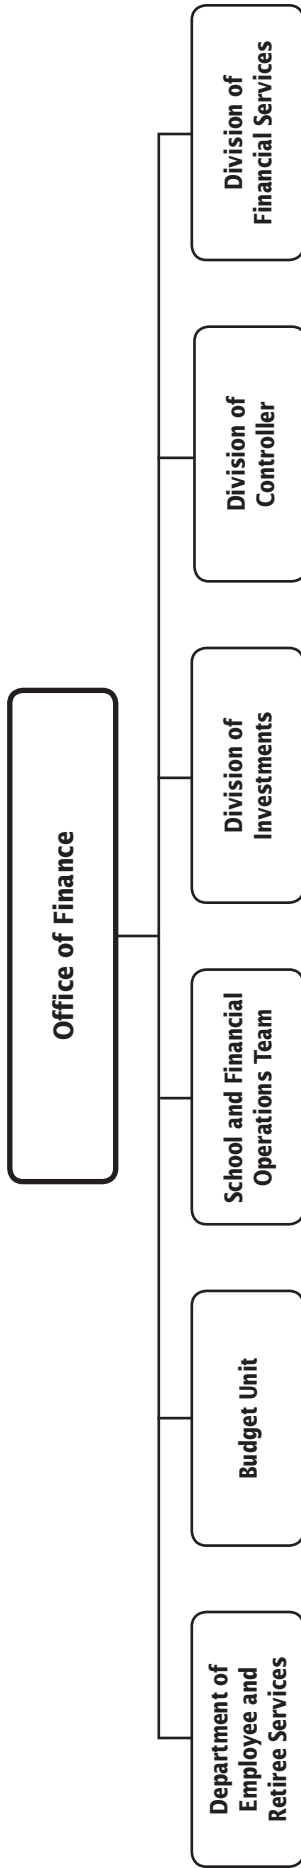 Office of Finance
Department of
Employee and
Retiree Services
Budget Unit
School and Financial
Operations Team
Division of
Investments
Division of
Controller
Division of
Financial Services